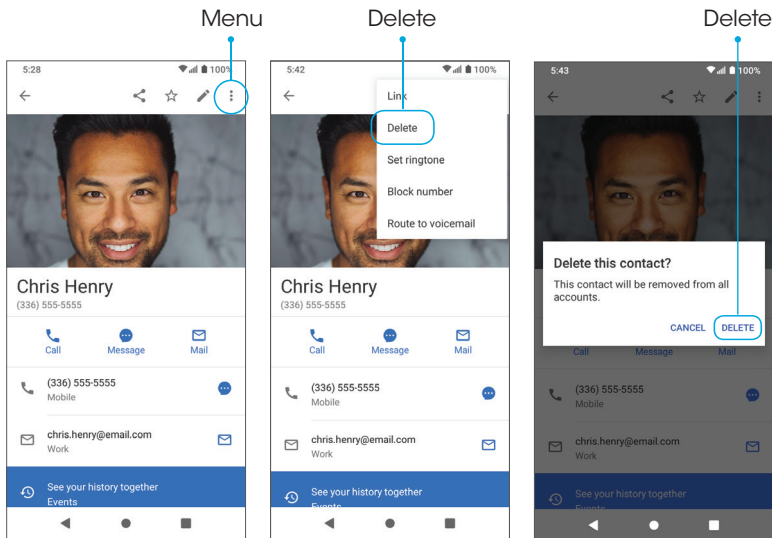 Menu
Delete
Delete
5:28
100%
Chris Henry
(336) 555-5555
Call
Message
Mail
(336) 555-5555
Mobile
chris.henry@email.com
Work
See your history together
Events
5:42
100%
Link
Delete
Set ringtone
Block number
Route to voicemail
Chris Henry
(336) 555-5555
Call
Message
Mail
(336) 555-5555
Mobile
chris.henry@email.com
Work
See your history together
Events
5:43
100%
Delete this contact?
This contact will be removed from all
accounts.
CANCEL DELETE
Call
Message
Mail
(336) 555-5555
Mobile
chris.henry@email.com
Work
See your history together
Events